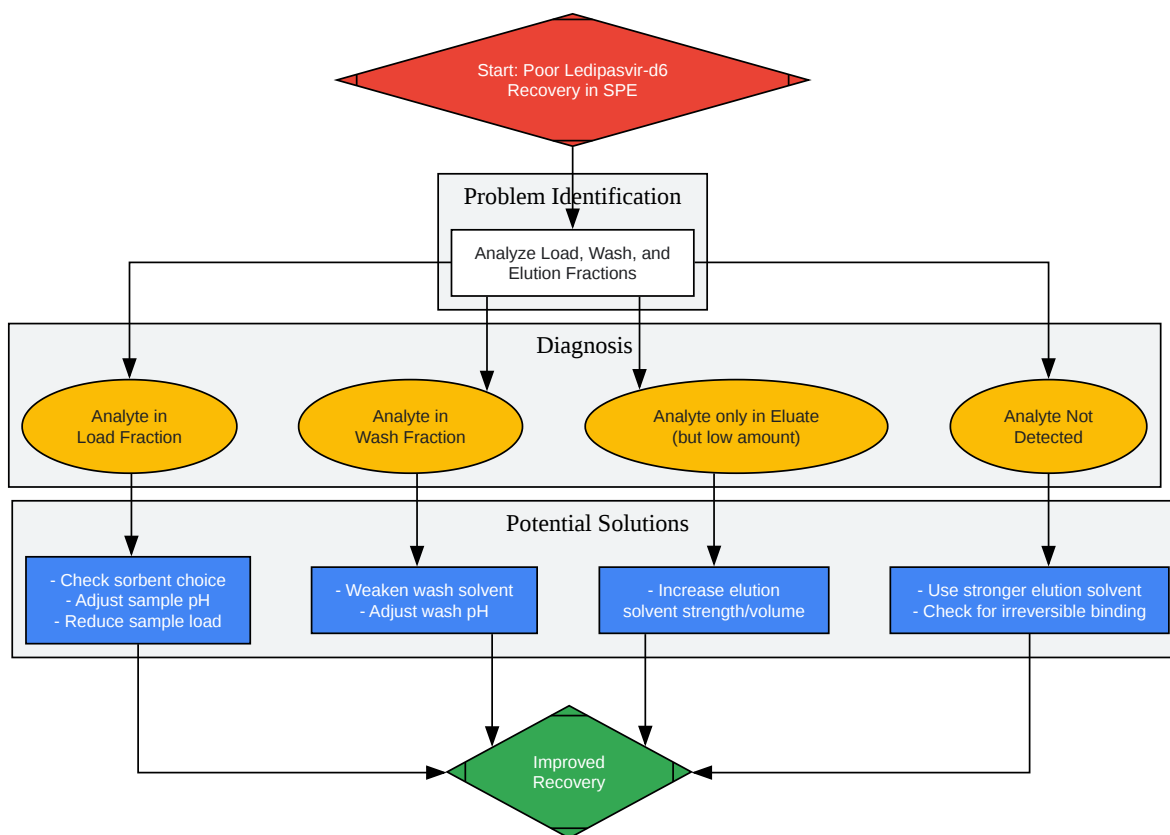 Start: Poor Ledipasvir-d6
Recovery in SPE
Problem Identification
Analyze Load, Wash, and
Elution Fractions
Diagnosis
Analyte in
Load Fraction
Analyte in
Wash Fraction
Analyte only in Eluate
(but low amount)
Analyte Not
Detected
Potential Solutions
- Check sorbent choice
- Adjust sample pH
- Reduce sample load
- Weaken wash solvent
- Adjust wash pH
- Increase elution
solvent strength/volume
- Use stronger elution solvent
- Check for irreversible binding
Improved
Recovery